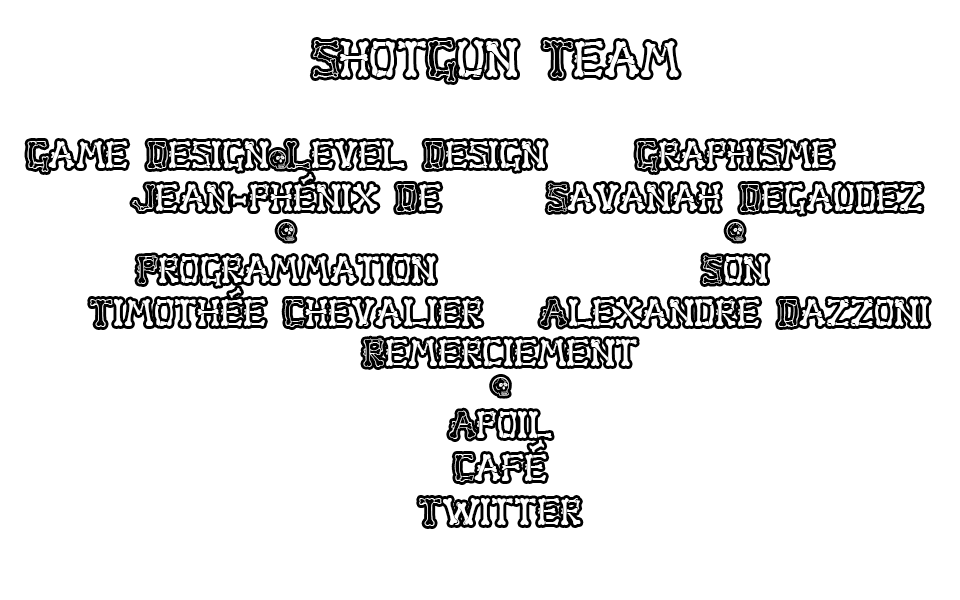 ShotGun Team
Game Design Level Design
Jean-Phénix De
Programmation
Timothée Chevalier
Graphisme
Savanah Degaudez
Son
Alexandre Dazzoni
Remerciement
Apoil
Café
Twitter